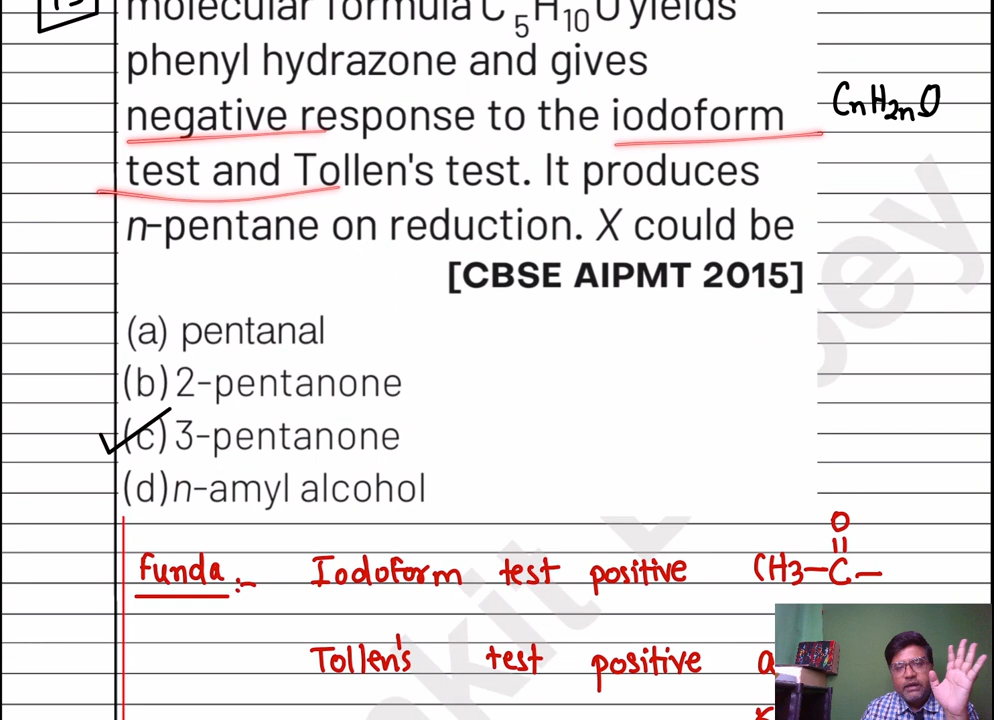 molecular formula C5H10O yields
phenyl hydrazone and gives
negative response to the iodoform
CnH2nO
test and Tollen's test. It produces
n-pentane on reduction. X could be
[CBSE AIPMT 2015]
(a) pentanal
(b) 2-pentanone
(c) 3-pentanone
(d) n-amyl alcohol
O
Funda :- Iodoform test positive CH3-C-
Tollen's test positive a